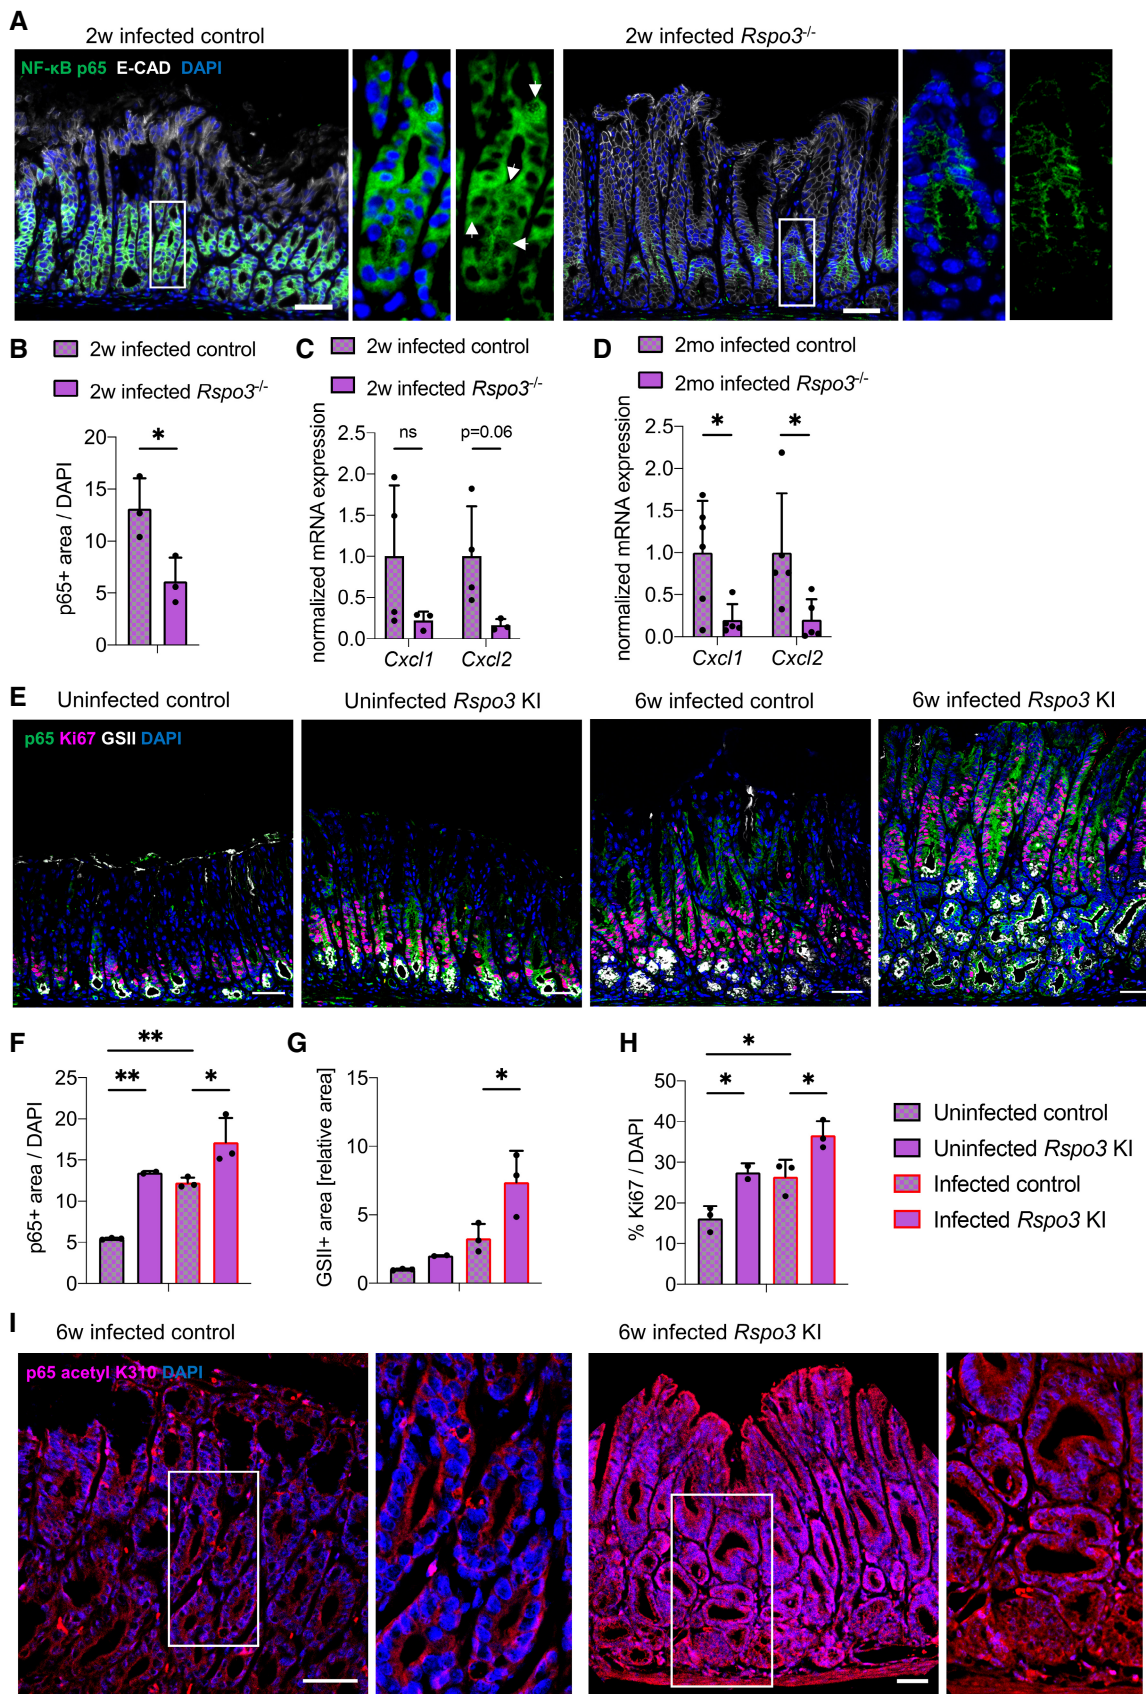 A
2w infected control
2w infected Rspo3-/-
NF-κB p65 E-CAD DAPI
B
2w infected control
2w infected Rspo3-/-
p65+ area / DAPI
20
15
10
5
0
*
C
2w infected control
2w infected Rspo3-/-
normalized mRNA expression
2.5
2.0
1.5
1.0
0.5
0.0
ns
p=0.06
Cxcl1
Cxcl2
D
2mo infected control
2mo infected Rspo3-/-
normalized mRNA expression
2.5
2.0
1.5
1.0
0.5
0.0
*
*
Cxcl1
Cxcl2
E
Uninfected control
Uninfected Rspo3 KI
6w infected control
6w infected Rspo3 KI
p65 Ki67 GSII DAPI
F
p65+ area / DAPI
25
20
15
10
5
0
**
**
*
G
GSII+ area [relative area]
15
10
5
0
*
H
% Ki67 / DAPI
50
40
30
20
10
0
*
*
*
Uninfected control
Uninfected Rspo3 KI
Infected control
Infected Rspo3 KI
I
6w infected control
6w infected Rspo3 KI
p65 acetyl K310 DAPI